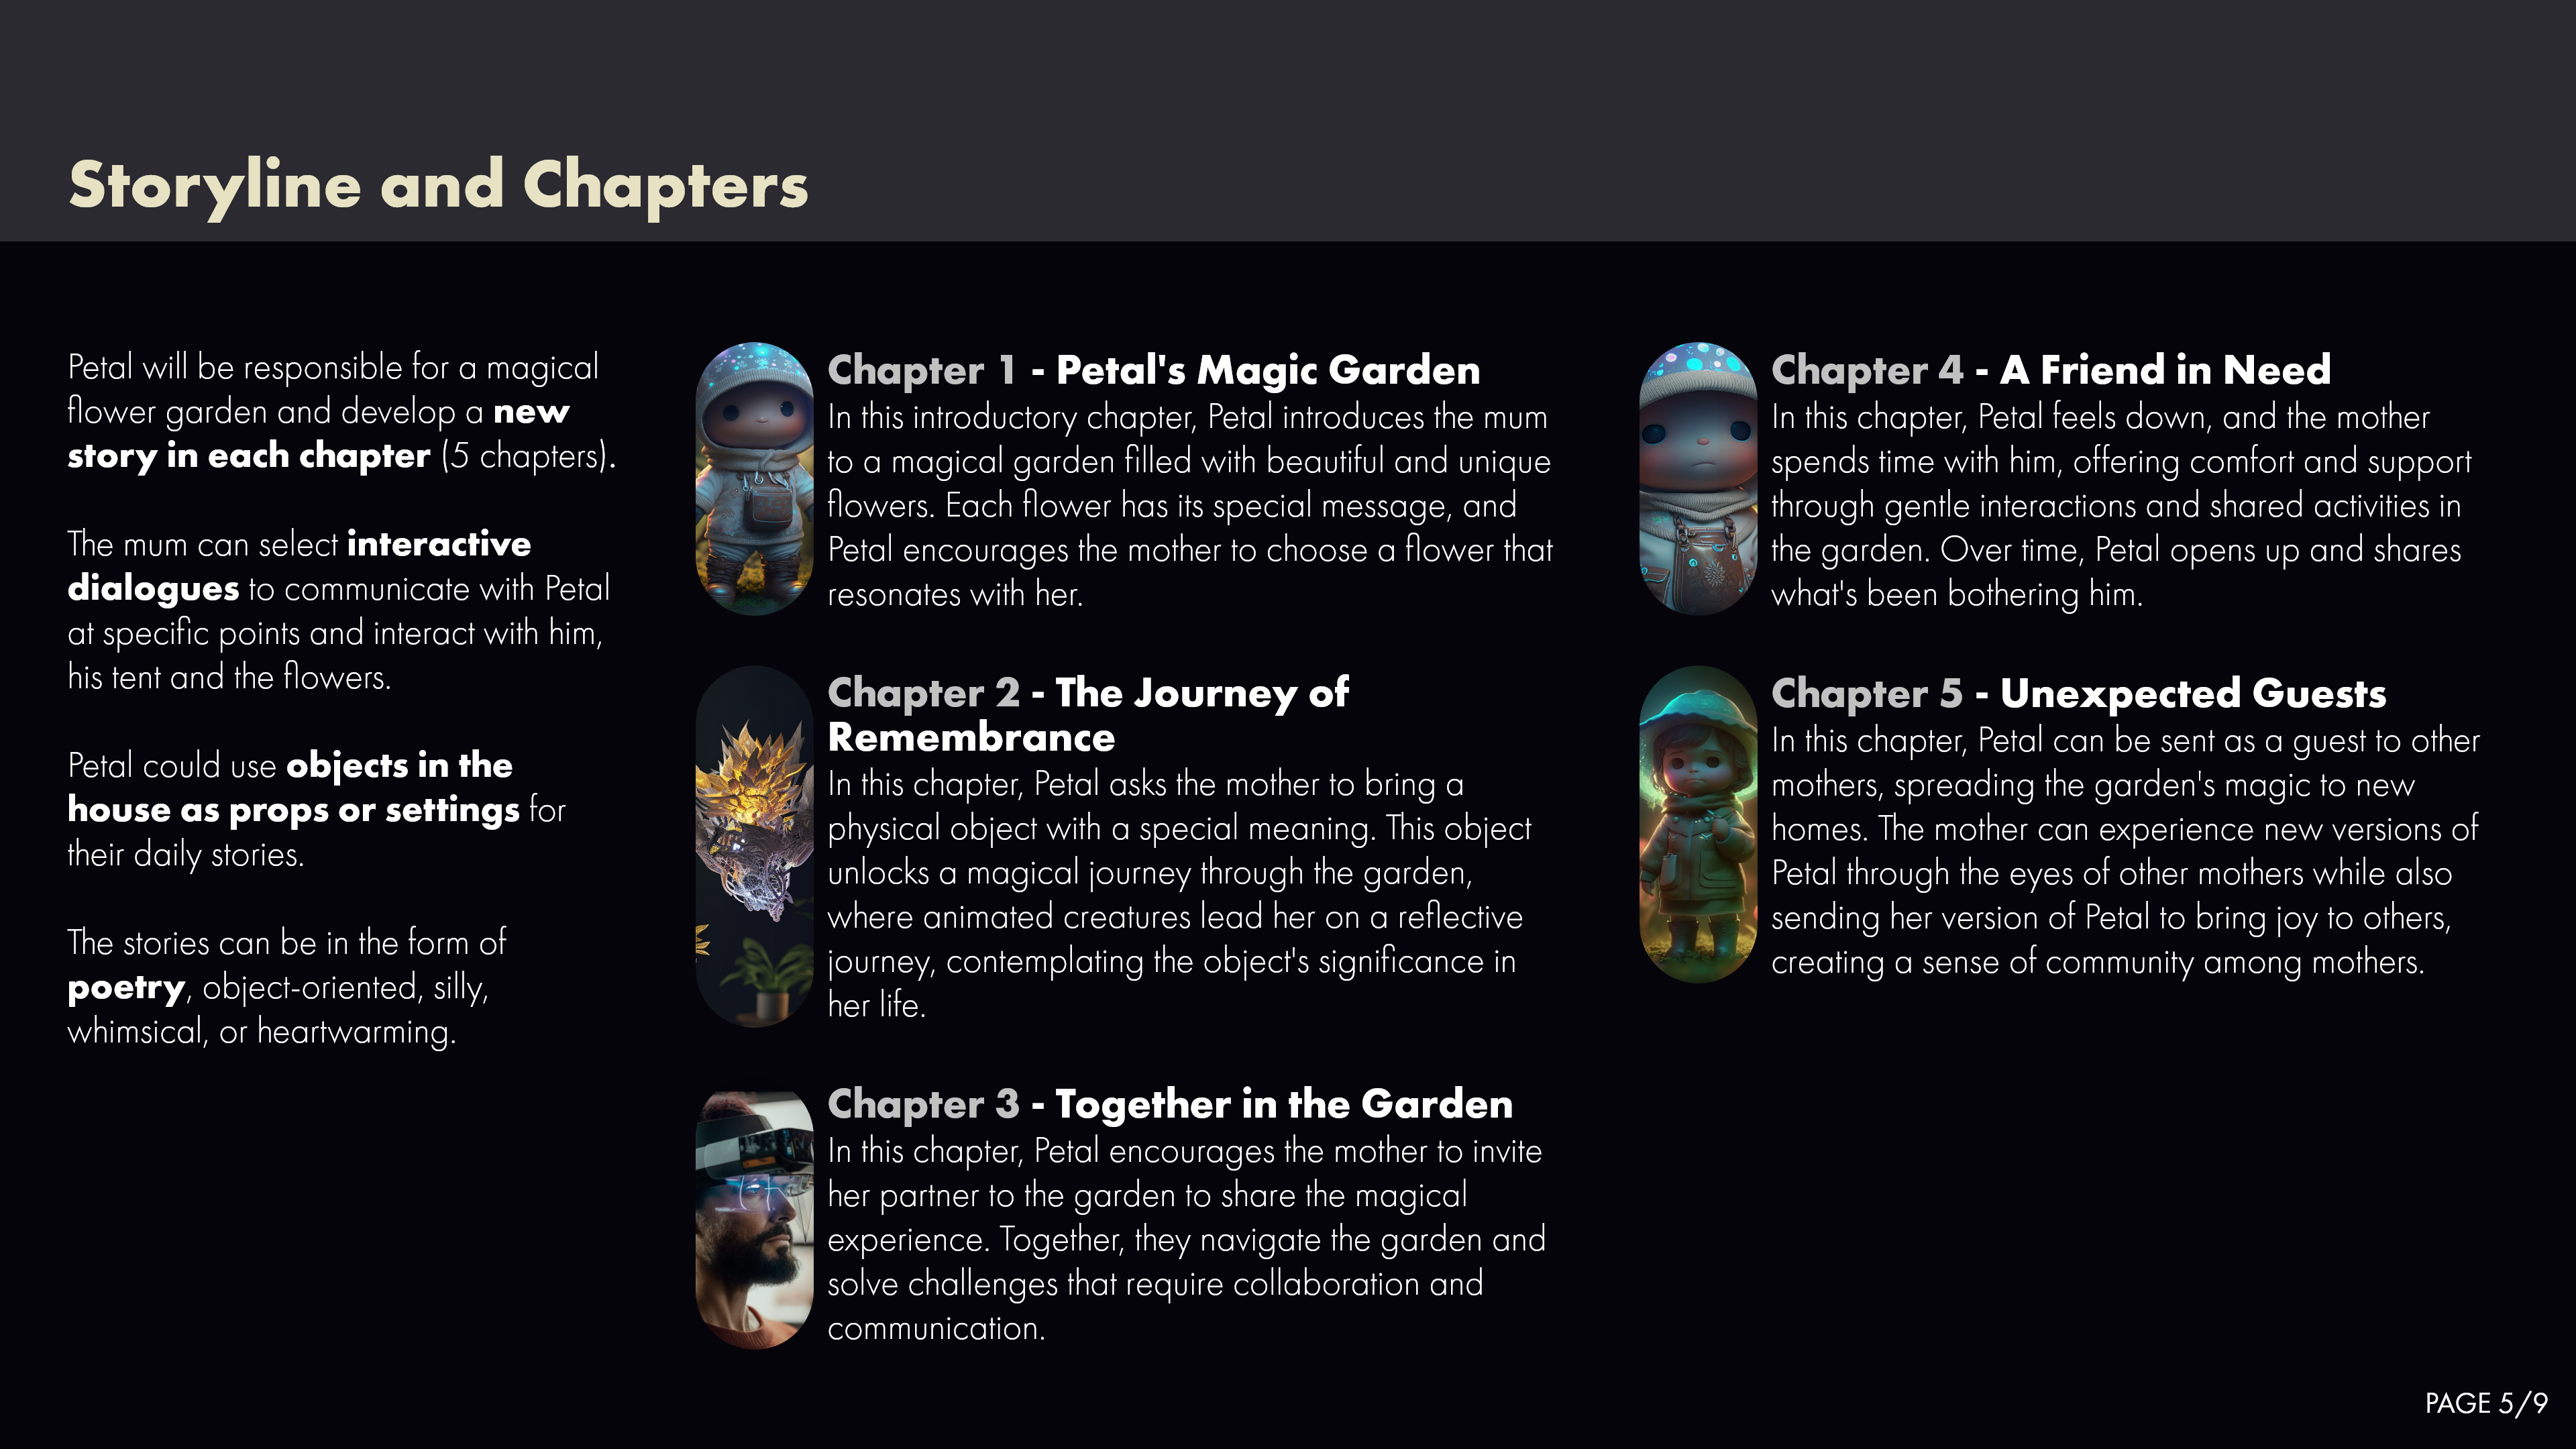 Storyline and Chapters
Petal will be responsible for a magical
flower garden and develop a new
story in each chapter (5 chapters).
The mum can select interactive
dialogues to communicate with Petal
at specific points and interact with him,
his tent and the flowers.
Petal could use objects in the
house as props or settings for
their daily stories.
The stories can be in the form of
poetry, object-oriented, silly,
whimsical, or heartwarming.
Chapter 1 - Petal's Magic Garden
In this introductory chapter, Petal introduces the mum
to a magical garden filled with beautiful and unique
flowers. Each flower has its special message, and
Petal encourages the mother to choose a flower that
resonates with her.
Chapter 2 - The Journey of
Remembrance
In this chapter, Petal asks the mother to bring a
physical object with a special meaning. This object
unlocks a magical journey through the garden,
where animated creatures lead her on a reflective
journey, contemplating the object's significance in
her life.
Chapter 3 - Together in the Garden
In this chapter, Petal encourages the mother to invite
her partner to the garden to share the magical
experience. Together, they navigate the garden and
solve challenges that require collaboration and
communication.
Chapter 4 - A Friend in Need
In this chapter, Petal feels down, and the mother
spends time with him, offering comfort and support
through gentle interactions and shared activities in
the garden. Over time, Petal opens up and shares
what's been bothering him.
Chapter 5 - Unexpected Guests
In this chapter, Petal can be sent as a guest to other
mothers, spreading the garden's magic to new
homes. The mother can experience new versions of
Petal through the eyes of other mothers while also
sending her version of Petal to bring joy to others,
creating a sense of community among mothers.
PAGE 5/9